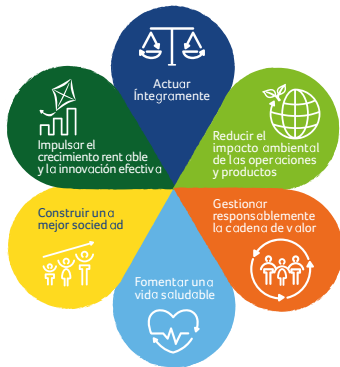 Actuar
Íntegramente
Reducir el
impacto ambiental
de las operaciones
y productos
Gestionar
responsablemente
la cadena de valor
Fomentar una
vida saludable
Construir una
mejor sociedad
Impulsar el
crecimiento rentable
y la innovación efectiva